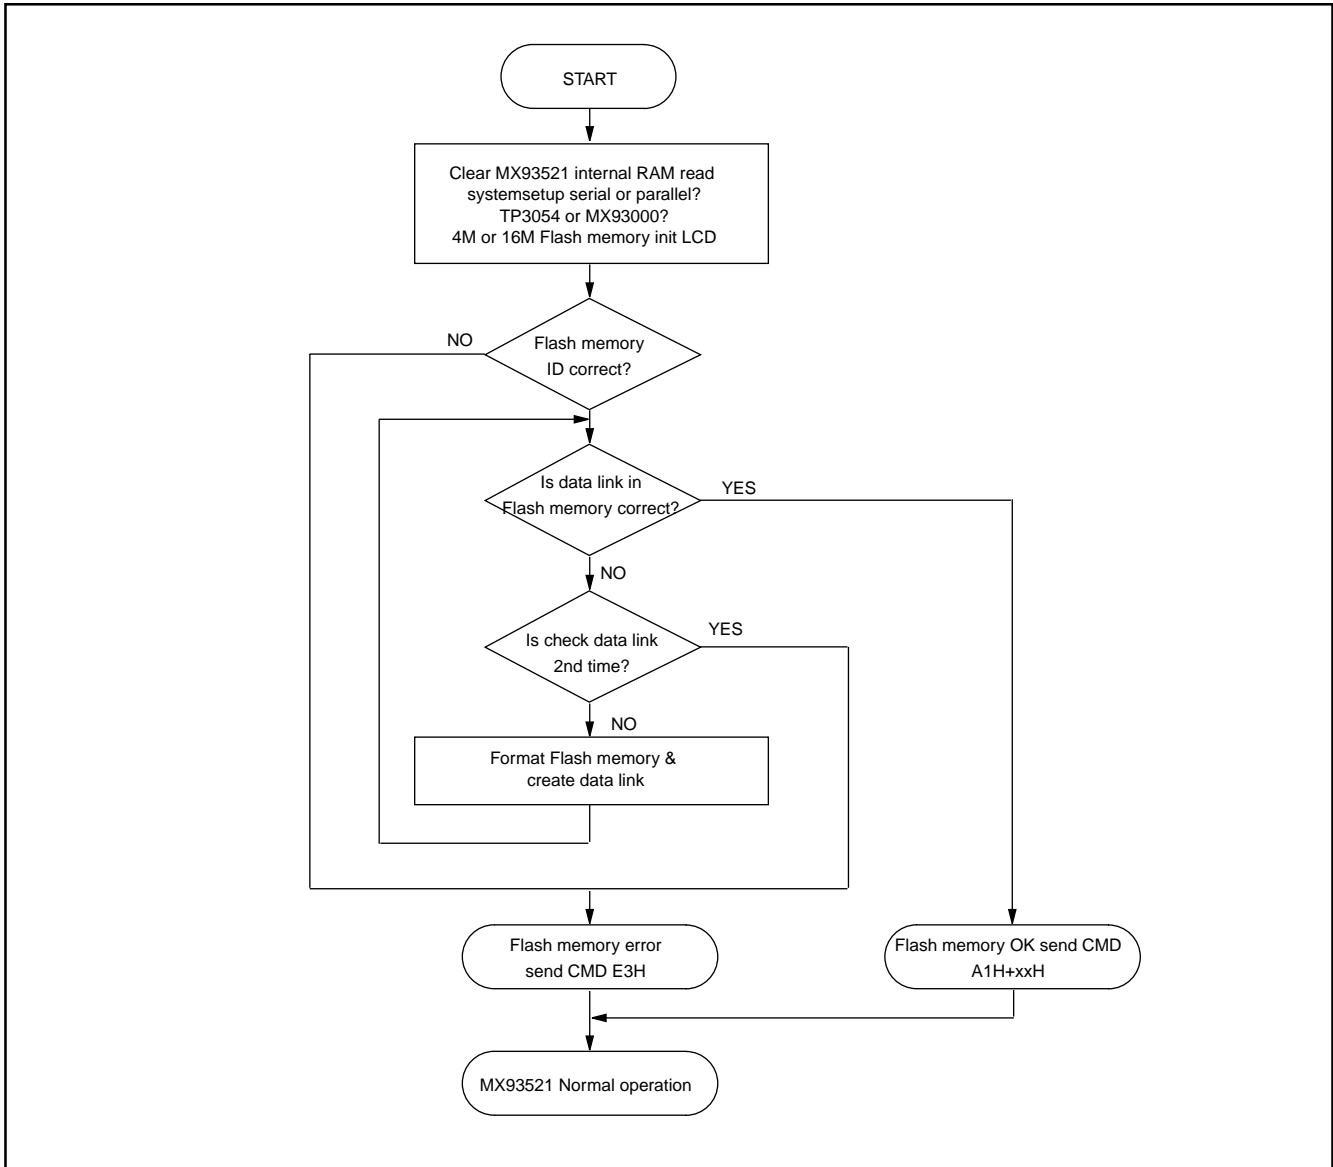 START
Clear MX93521 internal RAM read
systemsetup serial or parallel?
TP3054 or MX93000?
4M or 16M Flash memory init LCD
NO
Flash memory
ID correct?
Is data link in
Flash memory correct?
YES
NO
Is check data link
2nd time?
YES
NO
Format Flash memory &
create data link
Flash memory error
send CMD E3H
Flash memory OK send CMD
A1H+xxH
MX93521 Normal operation